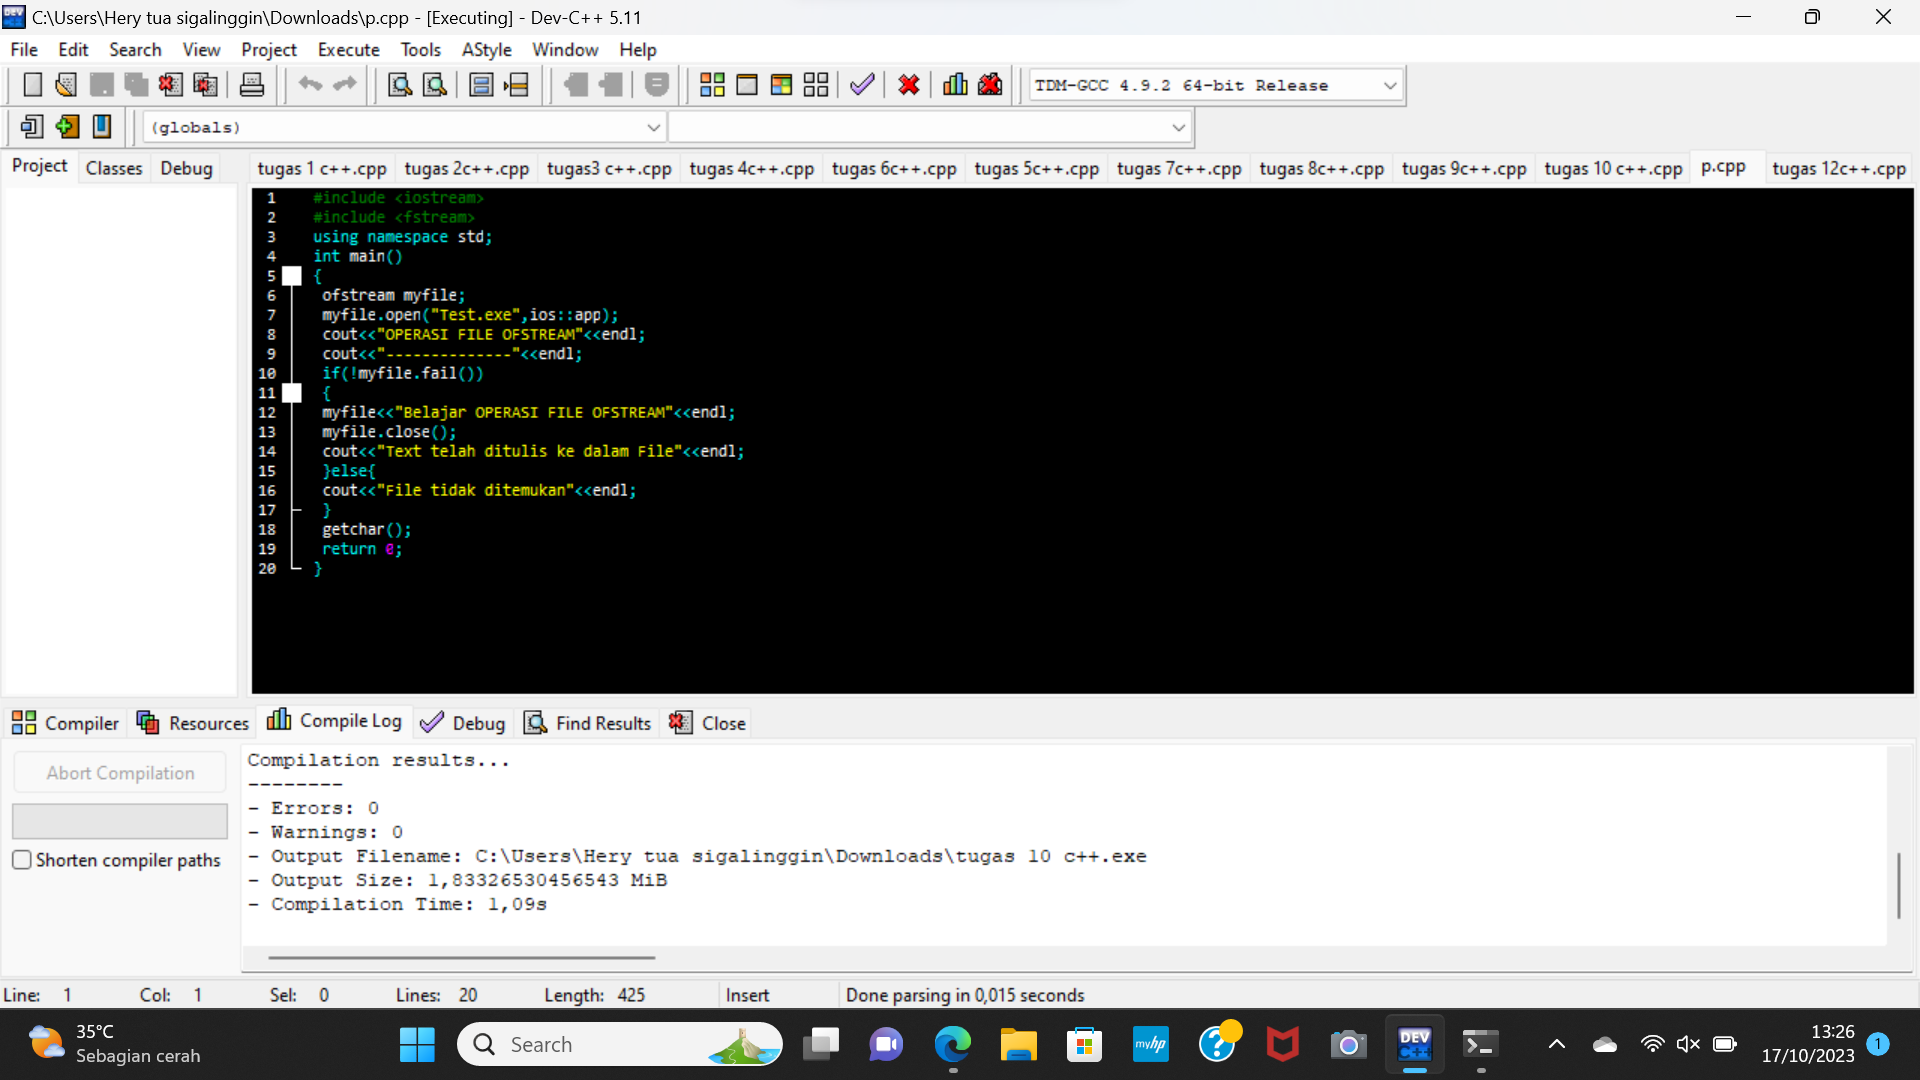 C:\Users\Hery tua sigalinggin\Downloads\p.cpp - [Executing] - Dev-C++ 5.11
File Edit Search View Project Execute Tools AStyle Window Help
TDM-GCC 4.9.2 64-bit Release
(globals)
Project Classes Debug
tugas 1 c++.cpp tugas 2c++.cpp tugas3 c++.cpp tugas 4c++.cpp tugas 6c++.cpp tugas 5c++.cpp tugas 7c++.cpp tugas 8c++.cpp tugas 9c++.cpp tugas 10 c++.cpp p.cpp tugas 12c++.cpp
1 #include <iostream>
2 #include <fstream>
3 using namespace std;
4 int main()
5 {
6 ofstream myfile;
7 myfile.open("Test.exe",ios::app);
8 cout<<"OPERASI FILE OFSTREAM"<<endl;
9 cout<<"--------------"<<endl;
10 if(!myfile.fail())
11 {
12 myfile<<"Belajar OPERASI FILE OFSTREAM"<<endl;
13 myfile.close();
14 cout<<"Text telah ditulis ke dalam File"<<endl;
15 }else{
16 cout<<"File tidak ditemukan"<<endl;
17 }
18 getchar();
19 return 0;
20 }
Compiler Resources Compile Log Debug Find Results Close
Abort Compilation
Shorten compiler paths
Compilation results...
--------
- Errors: 0
- Warnings: 0
- Output Filename: C:\Users\Hery tua sigalinggin\Downloads\tugas 10 c++.exe
- Output Size: 1,83326530456543 MiB
- Compilation Time: 1,09s
Line: 1 Col: 1 Sel: 0 Lines: 20 Length: 425 Insert Done parsing in 0,015 seconds
35°C
Sebagian cerah
Search
myhp
DEV
C++
13:26
17/10/2023
1